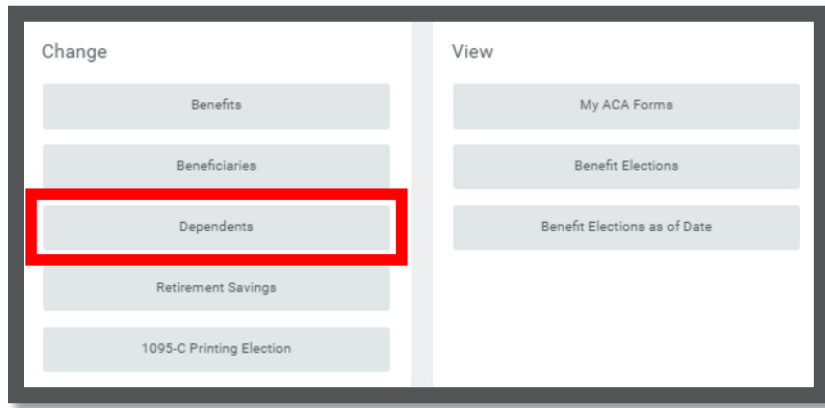 Change
Benefits
Beneficiaries
Dependents
Retirement Savings
1095-C Printing Election
View
My ACA Forms
Benefit Elections
Benefit Elections as of Date